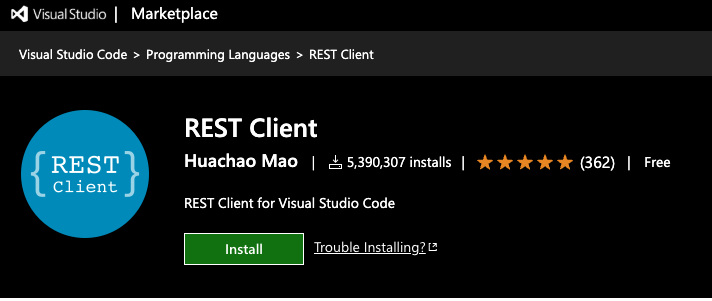 Visual Studio | Marketplace
Visual Studio Code > Programming Languages > REST Client
{REST
Client}
REST Client
Huachao Mao | 5,390,307 installs | ★★★★★ (362) | Free
REST Client for Visual Studio Code
Install Trouble Installing?